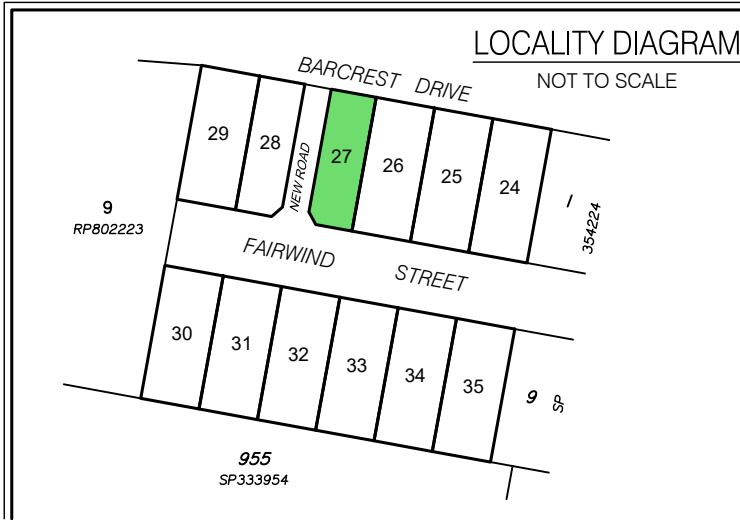 LOCALITY DIAGRAM
NOT TO SCALE
BARCREST DRIVE
29
28
NEW ROAD
27
26
25
24
1
354224
9
RP802223
FAIRWIND STREET
30
31
32
33
34
35
9
SP
955
SP333954